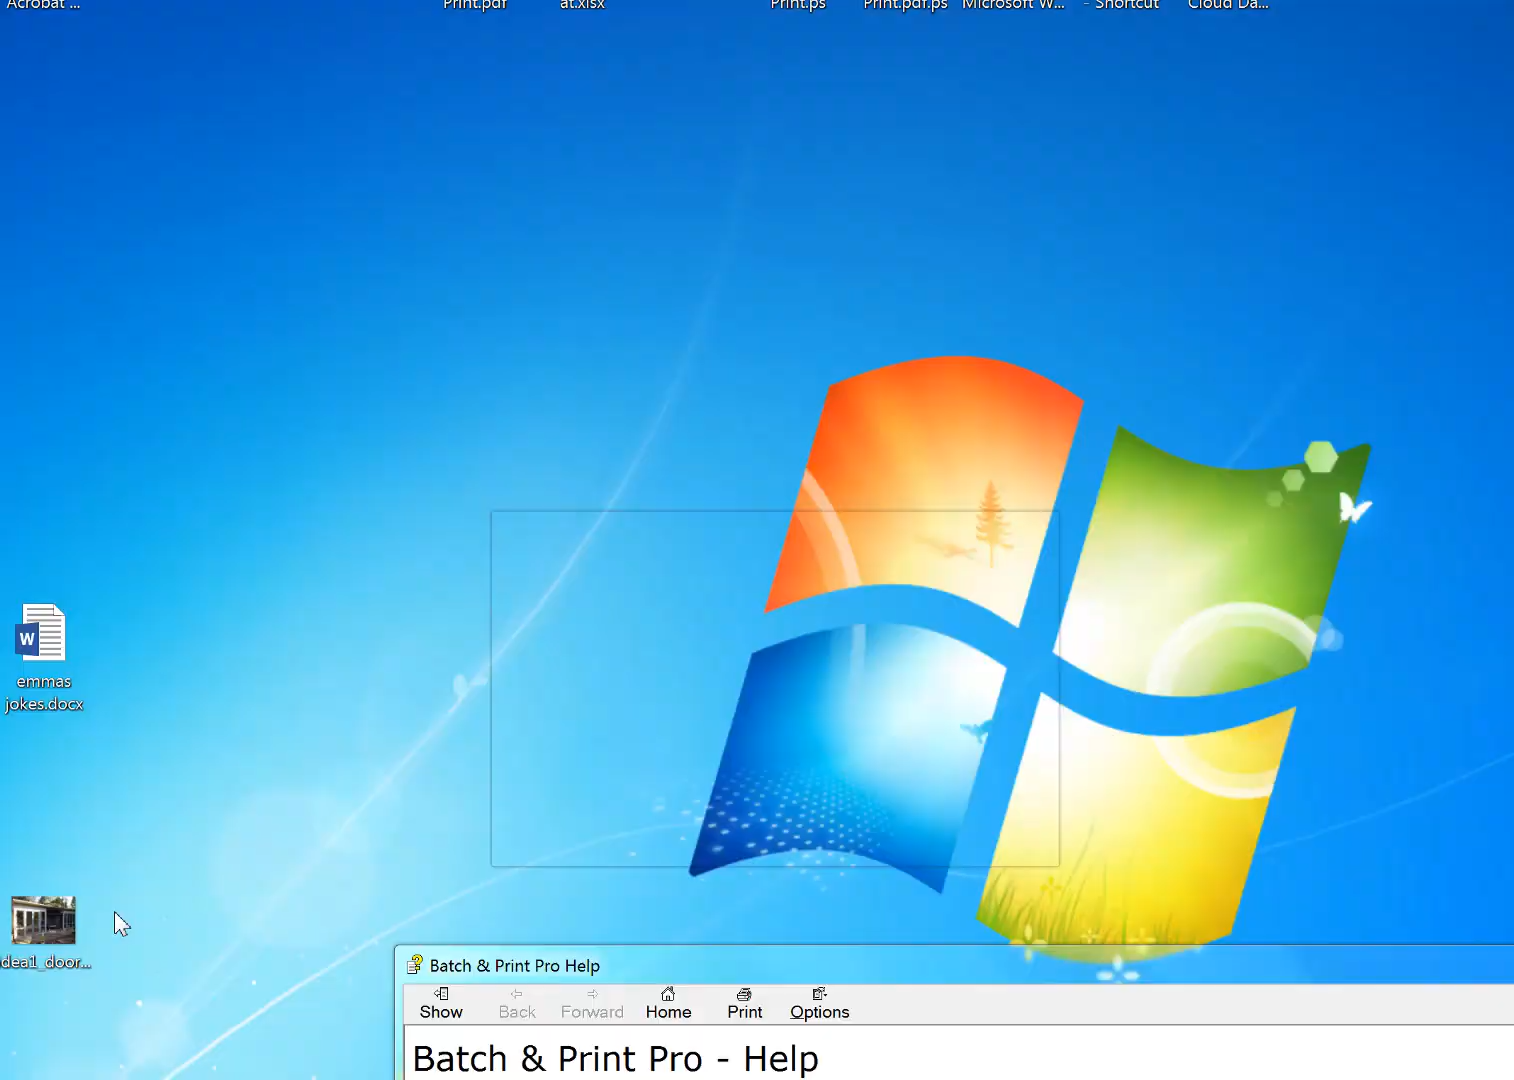 Acrobat ...
Print.pdf
at.xlsx
Print.ps
Print.pdf.ps
Microsoft W...
- Shortcut
Cloud Da...
W
emmas
jokes.docx
dea1_door...
Batch & Print Pro Help
Show
Back
Forward
Home
Print
Options
Batch & Print Pro - Help